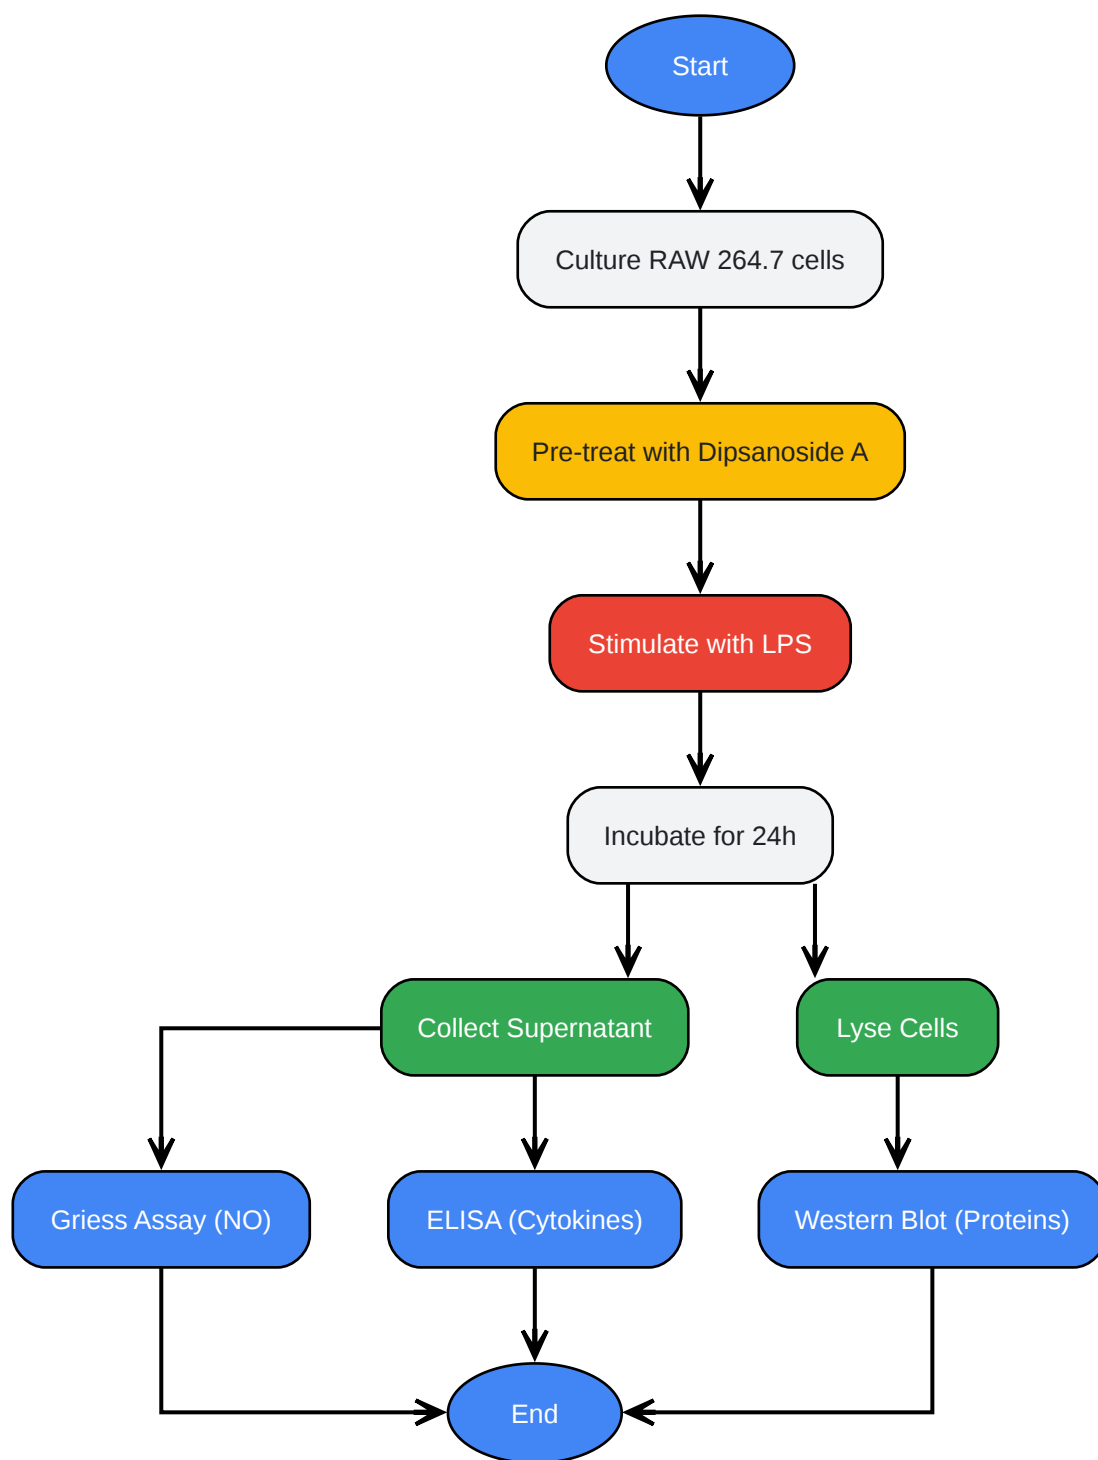 Start
Culture RAW 264.7 cells
Pre-treat with Dipsanoside A
Stimulate with LPS
Incubate for 24h
Collect Supernatant
Lyse Cells
Griess Assay (NO)
ELISA (Cytokines)
Western Blot (Proteins)
End